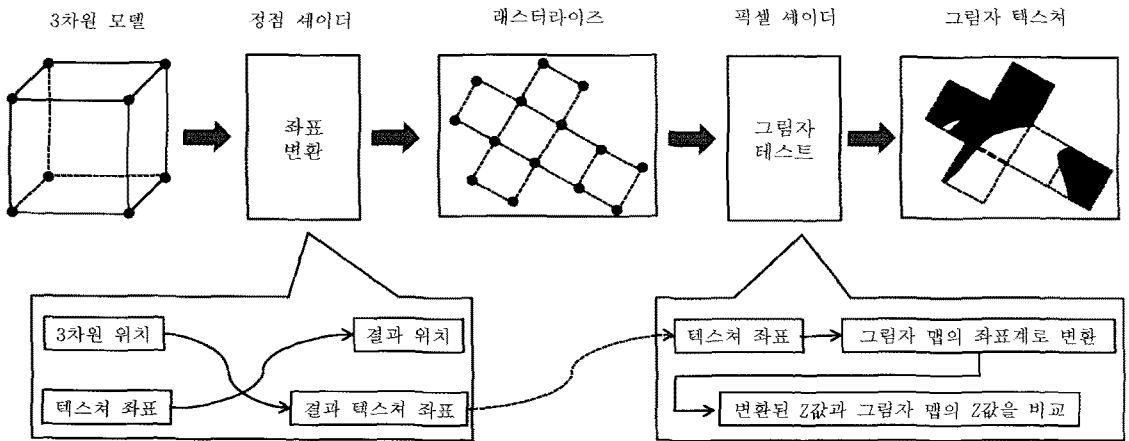 3차원 모델
정점 셰이더
래스터라이즈
픽셀 셰이더
그림자 텍스쳐
좌표
변환
그림자
테스트
3차원 위치
결과 위치
텍스쳐 좌표
결과 텍스쳐 좌표
텍스쳐 좌표
그림자 맵의 좌표계로 변환
변환된 Z값과 그림자 맵의 Z값을 비교